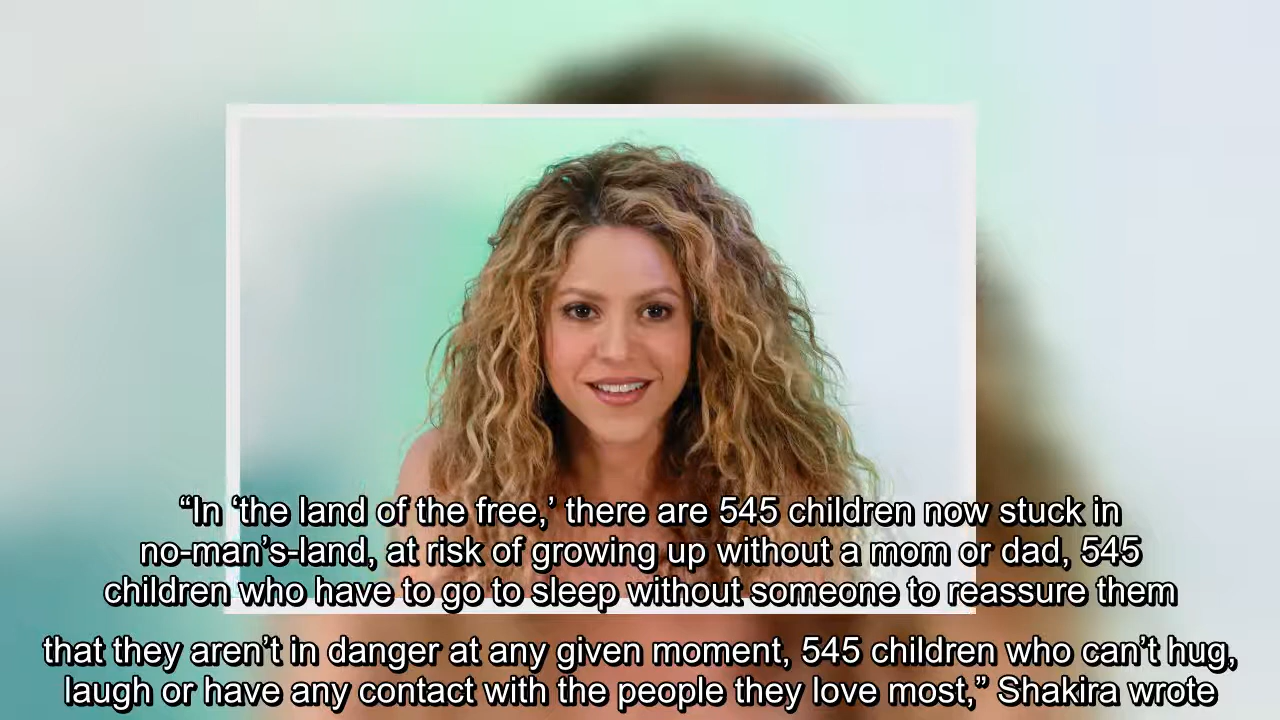 “In ‘the land of the free,’ there are 545 children now stuck in
no-man’s-land, at risk of growing up without a mom or dad, 545
children who have to go to sleep without someone to reassure them
that they aren’t in danger at any given moment, 545 children who can’t hug,
laugh or have any contact with the people they love most,” Shakira wrote